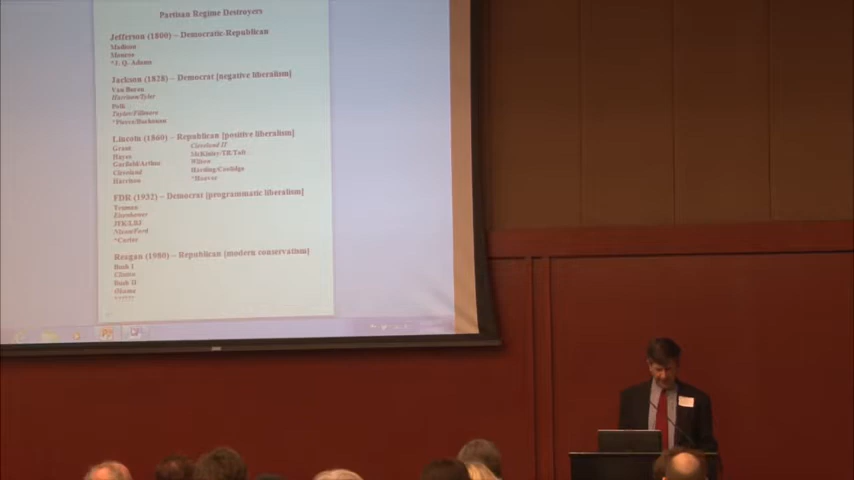 Partisan Regime Destroyers
Jefferson (1800) – Democratic-Republican
Madison
Monroe
*J. Q. Adams
Jackson (1828) – Democrat [negative liberalism]
Van Buren
Harrison/Tyler
Polk
Taylor/Fillmore
*Pierce/Buchanan
Lincoln (1860) – Republican [positive liberalism]
Grant
Hayes
Garfield/Arthur
Cleveland
Harrison
Cleveland II
McKinley/TR/Taft
Wilson
Harding/Coolidge
*Hoover
FDR (1932) – Democrat [programmatic liberalism]
Truman
Eisenhower
JFK/LBJ
Nixon/Ford
*Carter
Reagan (1980) – Republican [modern conservatism]
Bush I
Clinton
Bush II
Obama